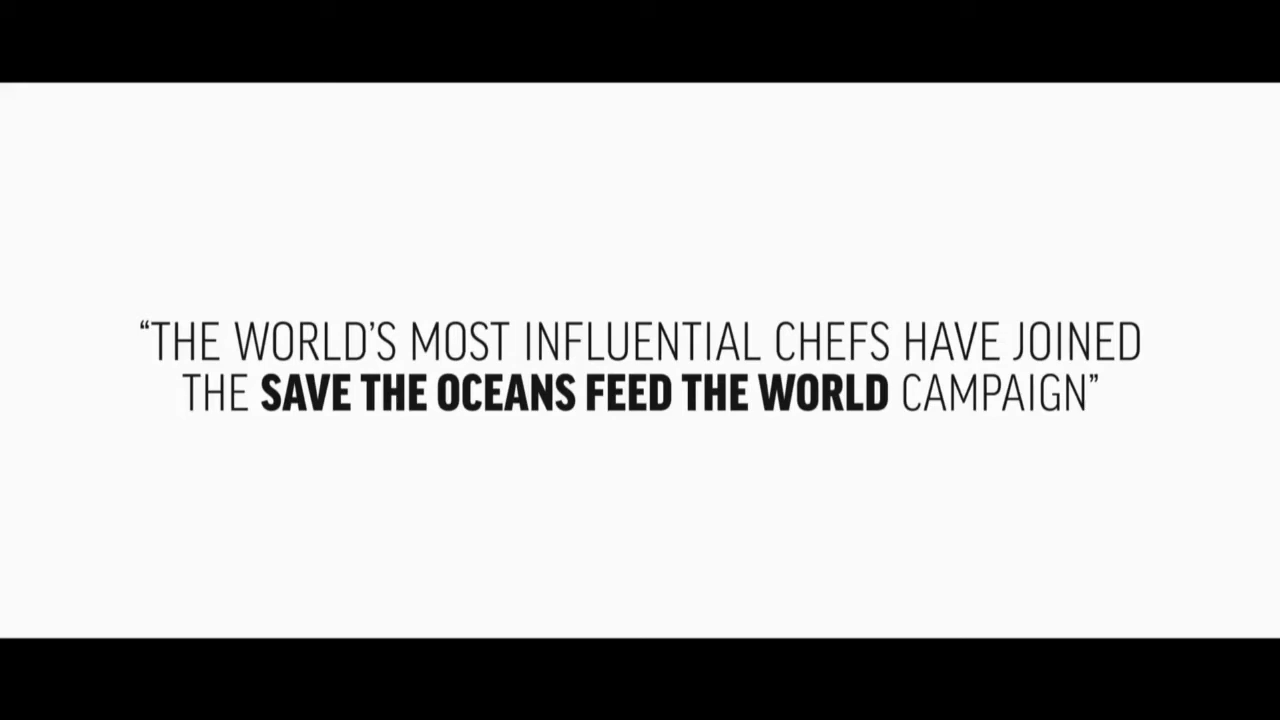 “THE WORLD’S MOST INFLUENTIAL CHEFS HAVE JOINED
THE SAVE THE OCEANS FEED THE WORLD CAMPAIGN”